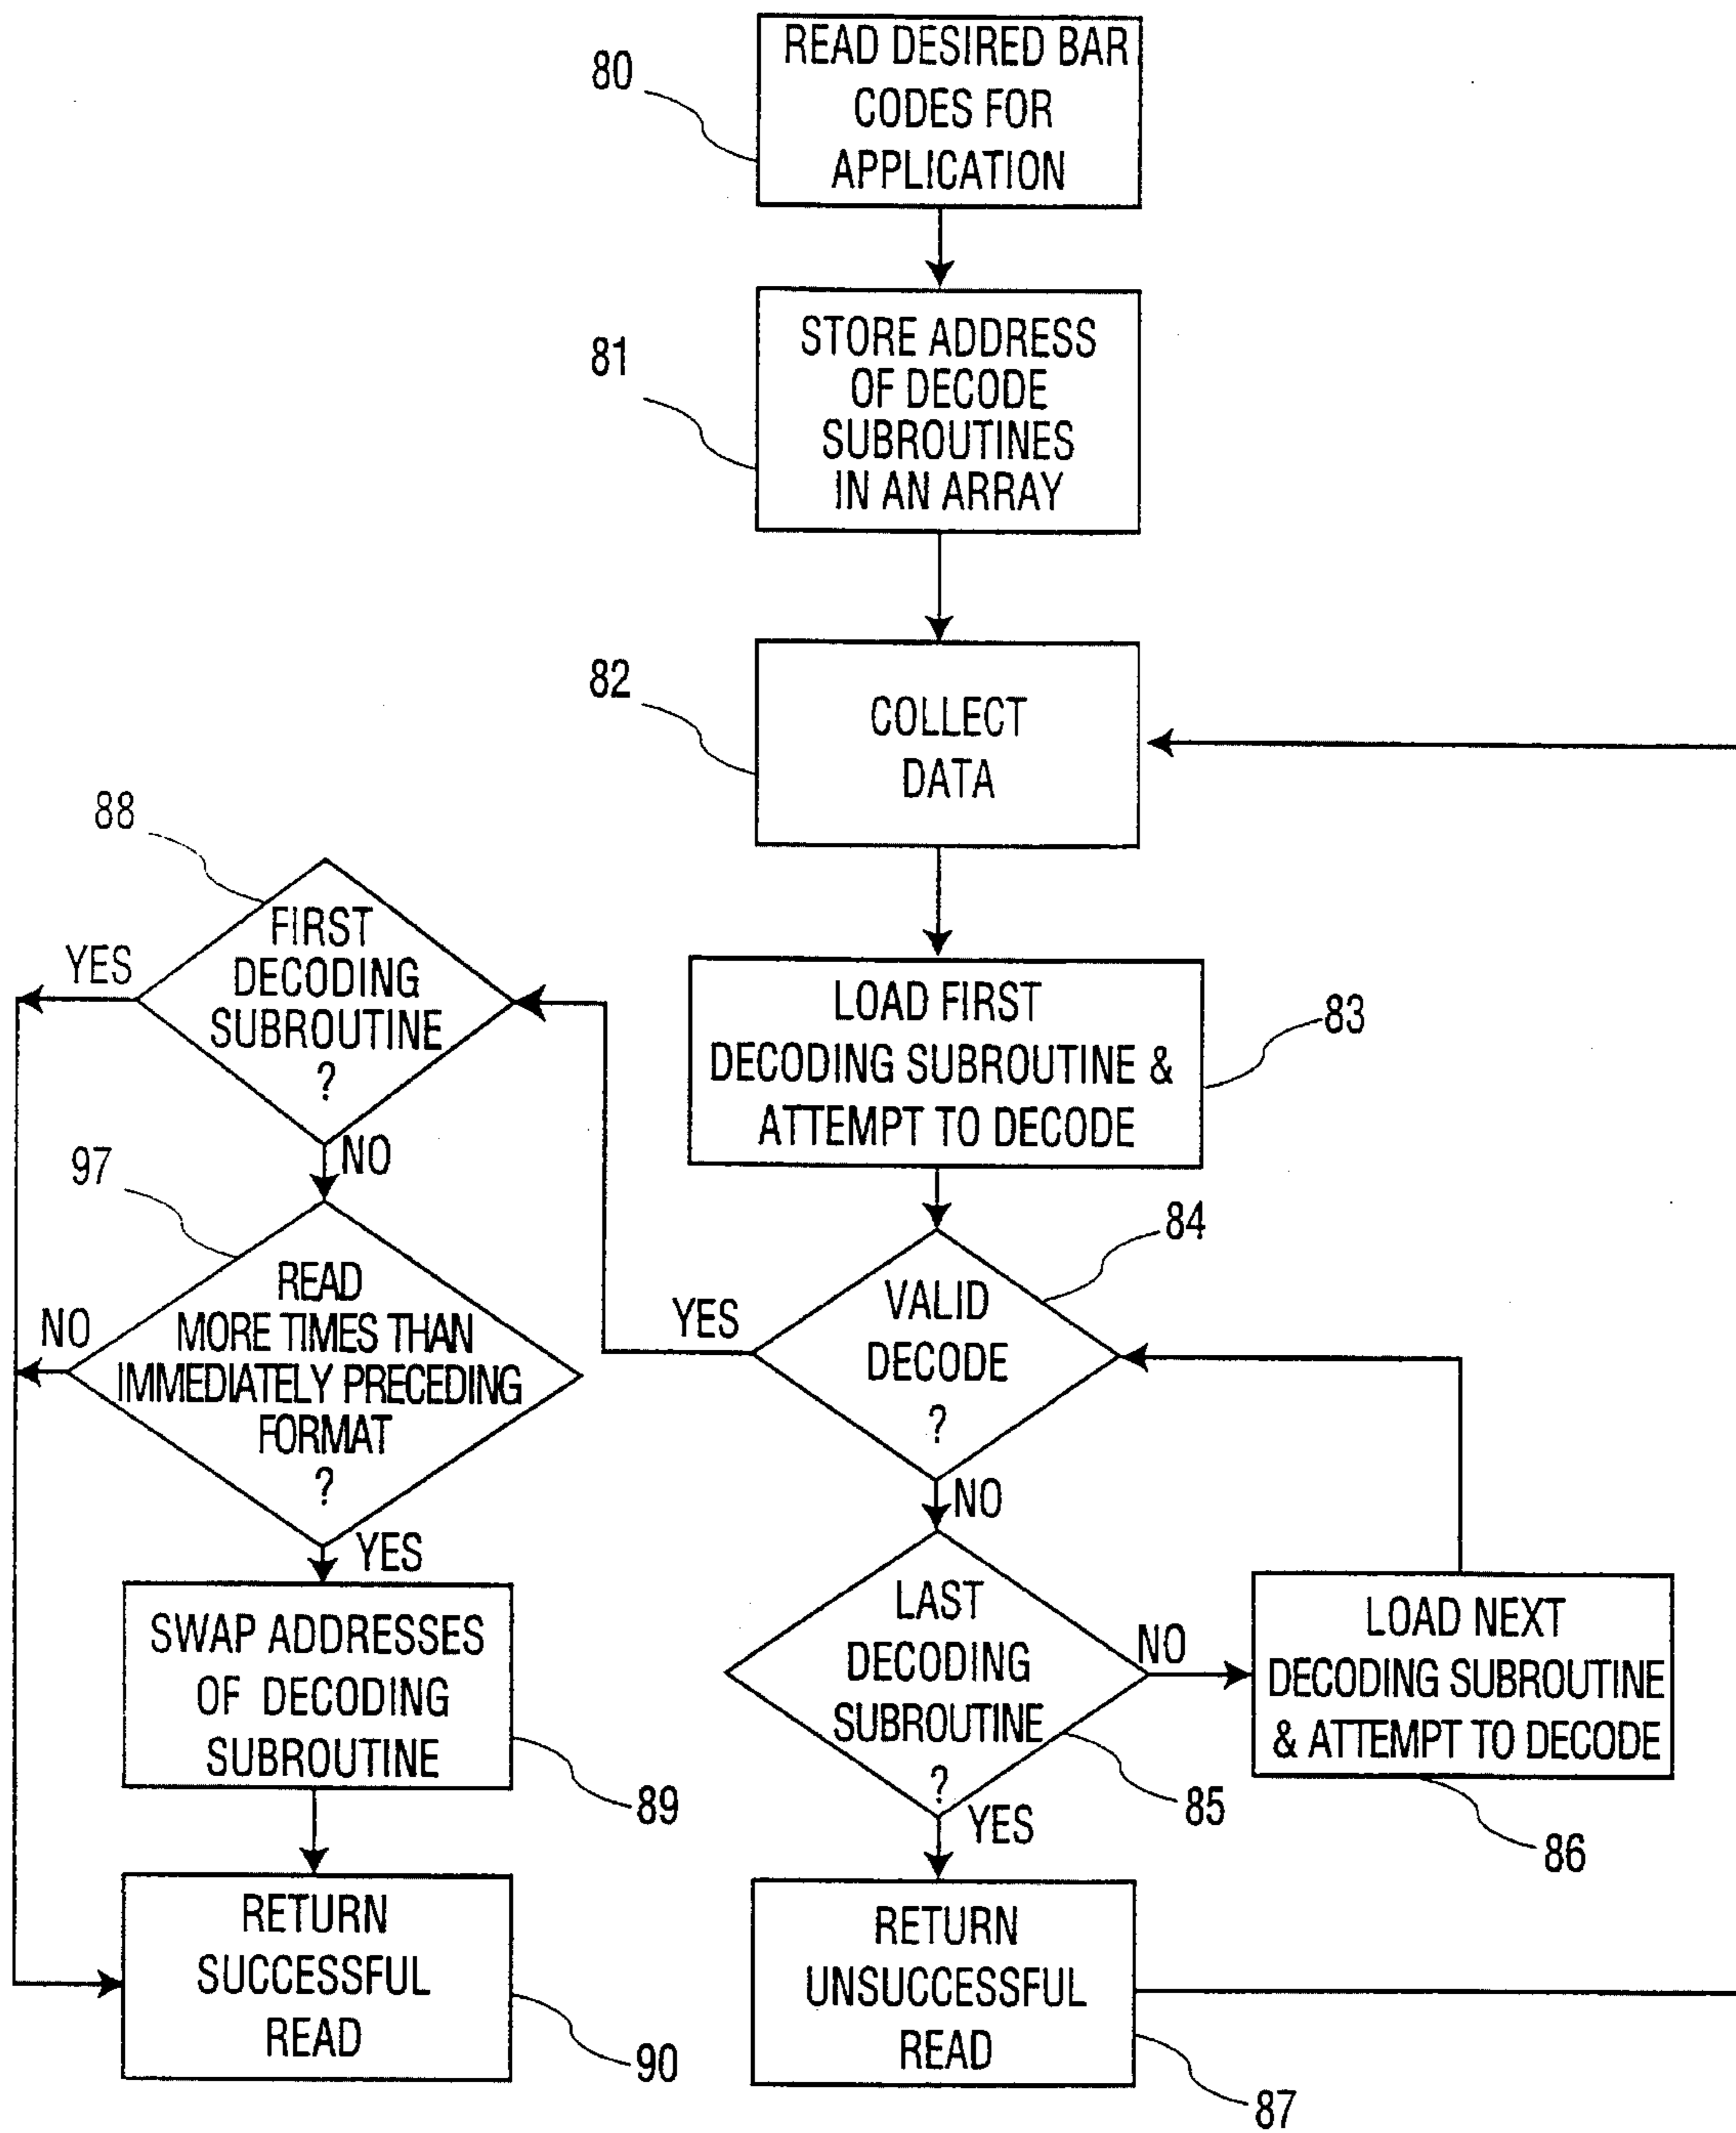 80
READ DESIRED BAR
CODES FOR
APPLICATION
81
STORE ADDRESS
OF DECODE
SUBROUTINES
IN AN ARRAY
82
COLLECT
DATA
88
FIRST
DECODING
SUBROUTINE
?
YES
NO
83
LOAD FIRST
DECODING SUBROUTINE &
ATTEMPT TO DECODE
97
READ
MORE TIMES THAN
IMMEDIATELY PRECEDING
FORMAT
?
NO
YES
84
VALID
DECODE
?
YES
NO
LAST
DECODING
SUBROUTINE
?
NO
YES
85
LOAD NEXT
DECODING SUBROUTINE
& ATTEMPT TO DECODE
86
SWAP ADDRESSES
OF DECODING
SUBROUTINE
89
RETURN
SUCCESSFUL
READ
90
RETURN
UNSUCCESSFUL
READ
87